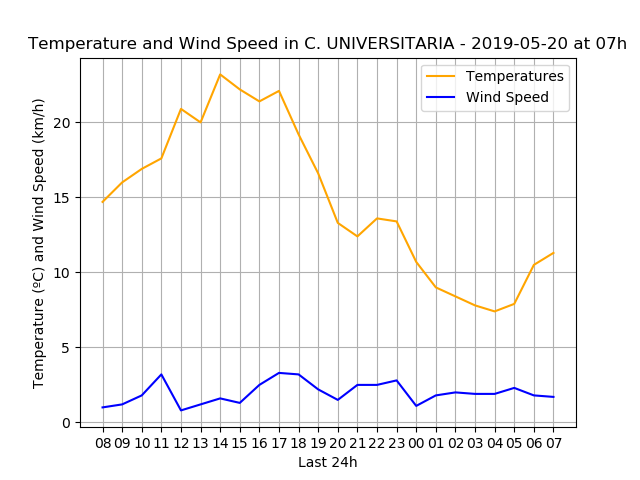 Temperature and Wind Speed in C. UNIVERSITARIA - 2019-05-20 at 07h
Temperatures
Wind Speed
Temperature (ºC) and Wind Speed (km/h)
20
15
10
5
0
08 09 10 11 12 13 14 15 16 17 18 19 20 21 22 23 00 01 02 03 04 05 06 07
Last 24h